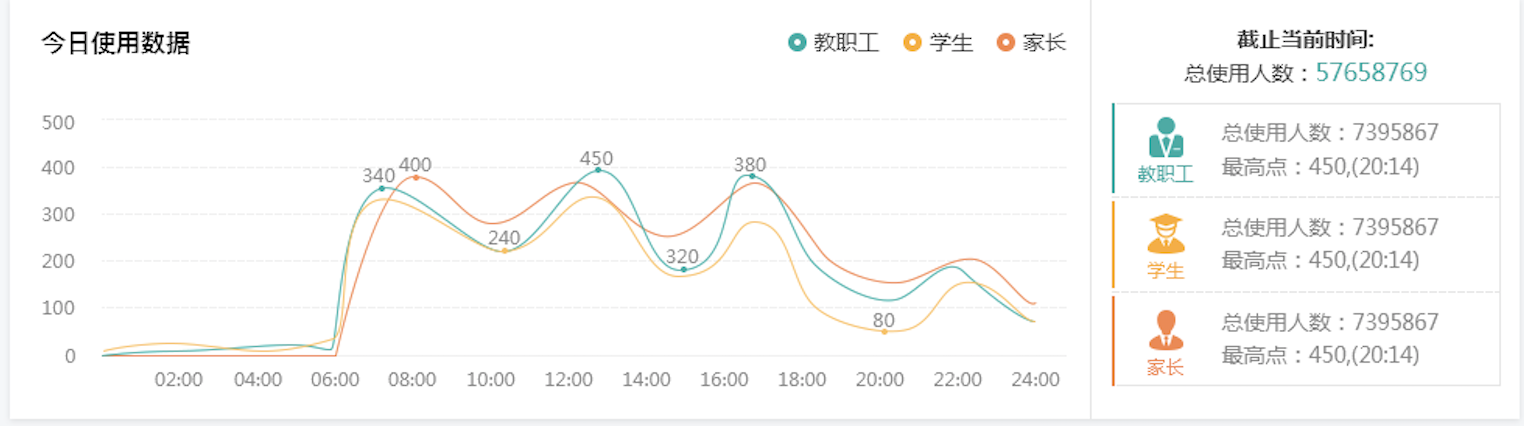 今日使用数据
教职工 学生 家长
500
400
300
200
100
0
340
400
240
450
320
380
80
02:00 04:00 06:00 08:00 10:00 12:00 14:00 16:00 18:00 20:00 22:00 24:00
截止当前时间:
总使用人数：57658769
教职工
总使用人数：7395867
最高点：450,(20:14)
学生
总使用人数：7395867
最高点：450,(20:14)
家长
总使用人数：7395867
最高点：450,(20:14)